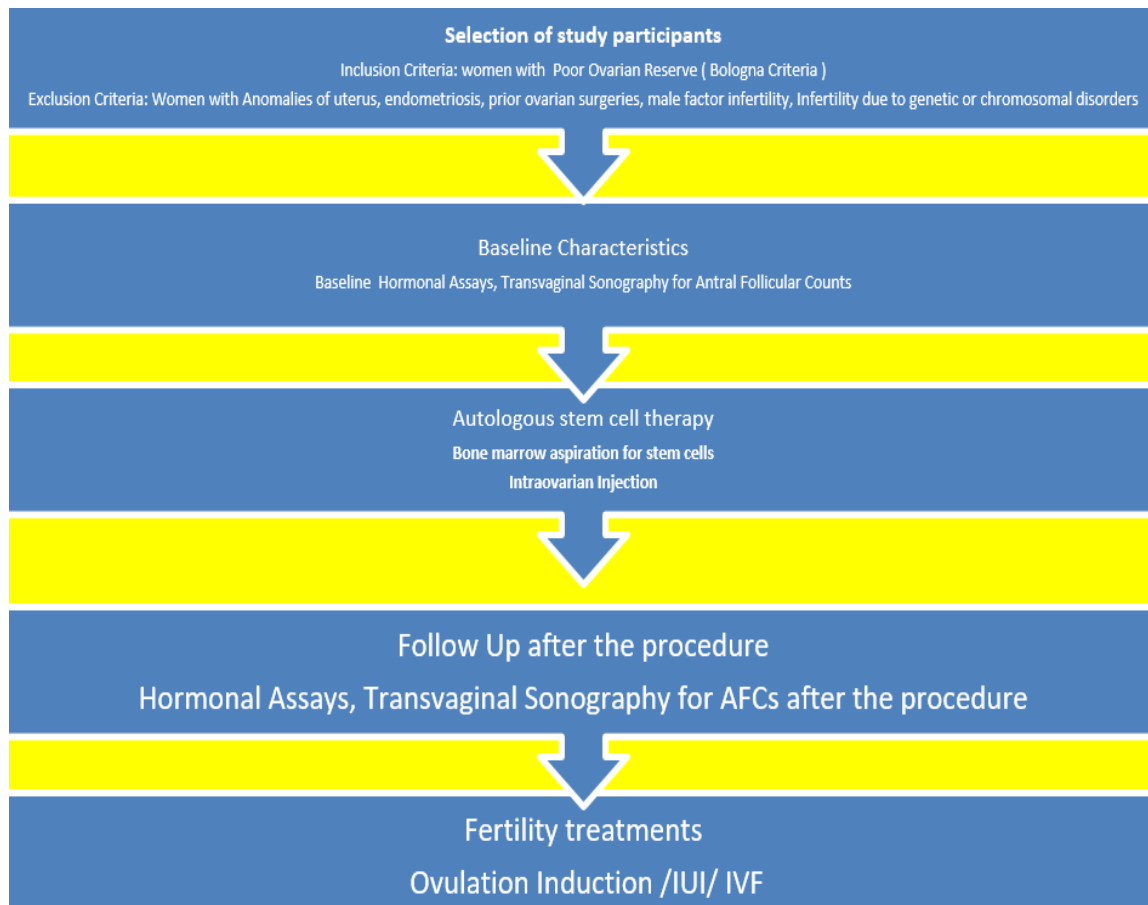 Selection of study participants
Inclusion Criteria: women with Poor Ovarian Reserve ( Bologna Criteria )
Exclusion Criteria: Women with Anomalies of uterus, endometriosis, prior ovarian surgeries, male factor infertility, Infertility due to genetic or chromosomal disorders
Baseline Characteristics
Baseline Hormonal Assays, Transvaginal Sonography for Antral Follicular Counts
Autologous stem cell therapy
Bone marrow aspiration for stem cells
Intraovarian Injection
Follow Up after the procedure
Hormonal Assays, Transvaginal Sonography for AFCs after the procedure
Fertility treatments
Ovulation Induction /IUI/ IVF